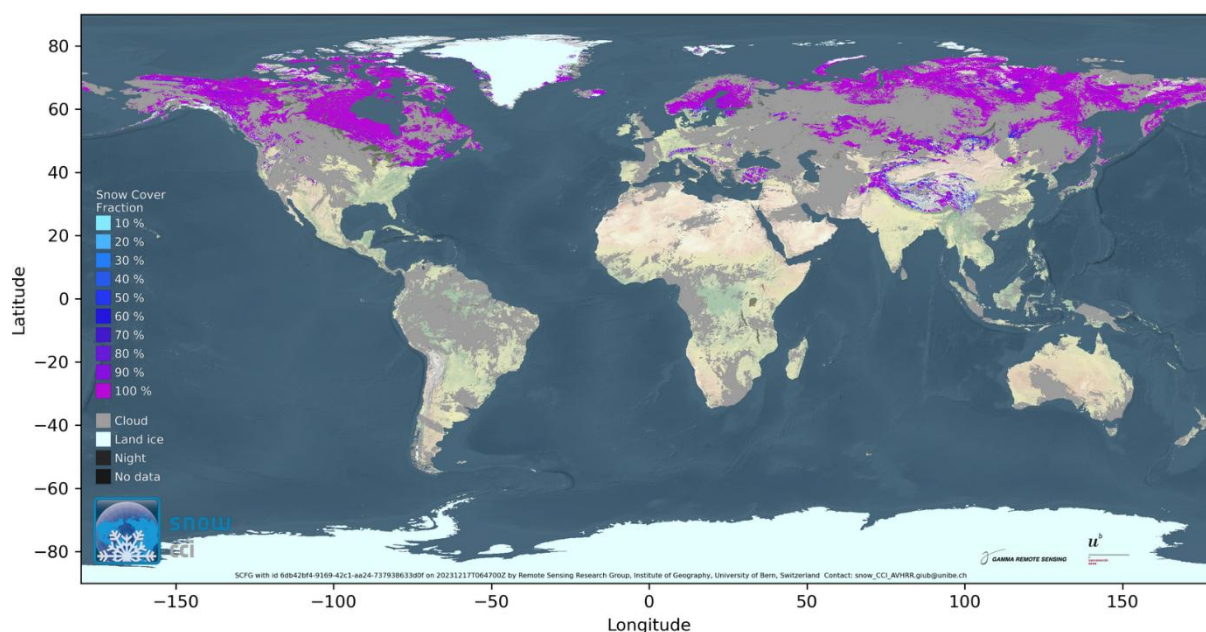 80
60
40
20
0
−20
−40
−60
−80
Latitude
Snow Cover
Fraction
10 %
20 %
30 %
40 %
50 %
60 %
70 %
80 %
90 %
100 %
Cloud
Land ice
Night
No data
snow
cci
GAMMA REMOTE SENSING
u^b
SCFG with id 6db42bf4-9169-42c1-aa24-737938633d0f on 20231217T064700Z by Remote Sensing Research Group, Institute of Geography, University of Bern, Switzerland Contact: snow_CCI_AVHRR.giub@unibe.ch
−150
−100
−50
0
50
100
150
Longitude